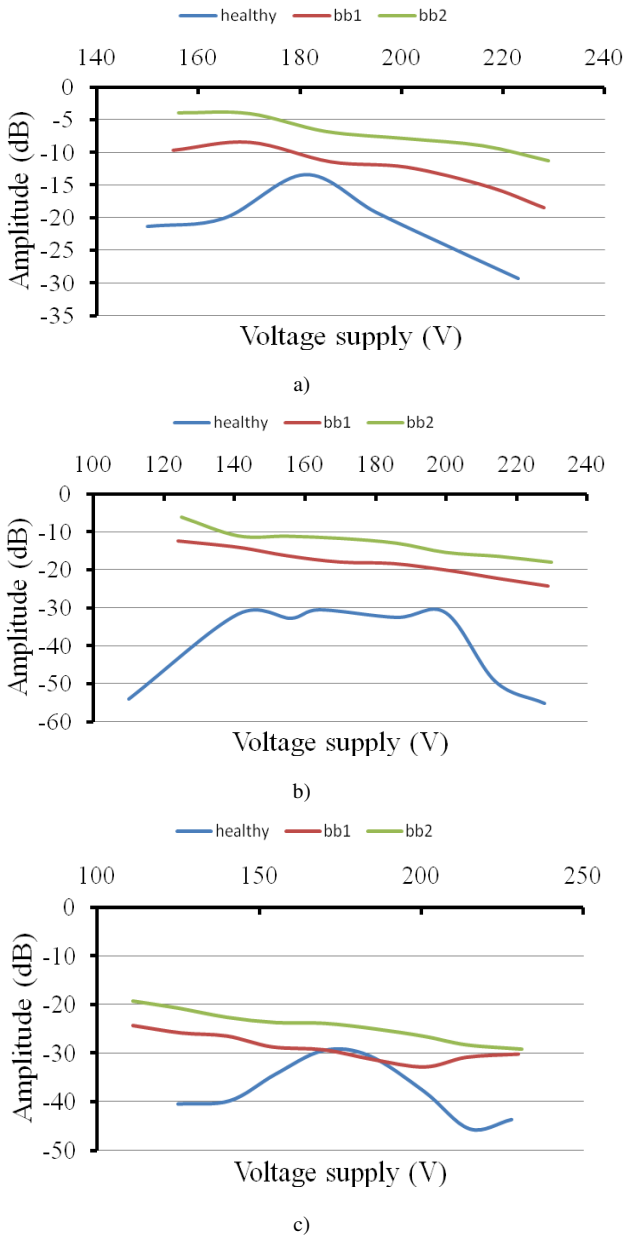 healthy bb1 bb2
140 160 180 200 220 240
0
-5
-10
-15
-20
-25
-30
-35
Amplitude (dB)
Voltage supply (V)
a)
healthy bb1 bb2
100 120 140 160 180 200 220 240
0
-10
-20
-30
-40
-50
-60
Amplitude (dB)
Voltage supply (V)
b)
healthy bb1 bb2
100 150 200 250
0
-10
-20
-30
-40
-50
Amplitude (dB)
Voltage supply (V)
c)